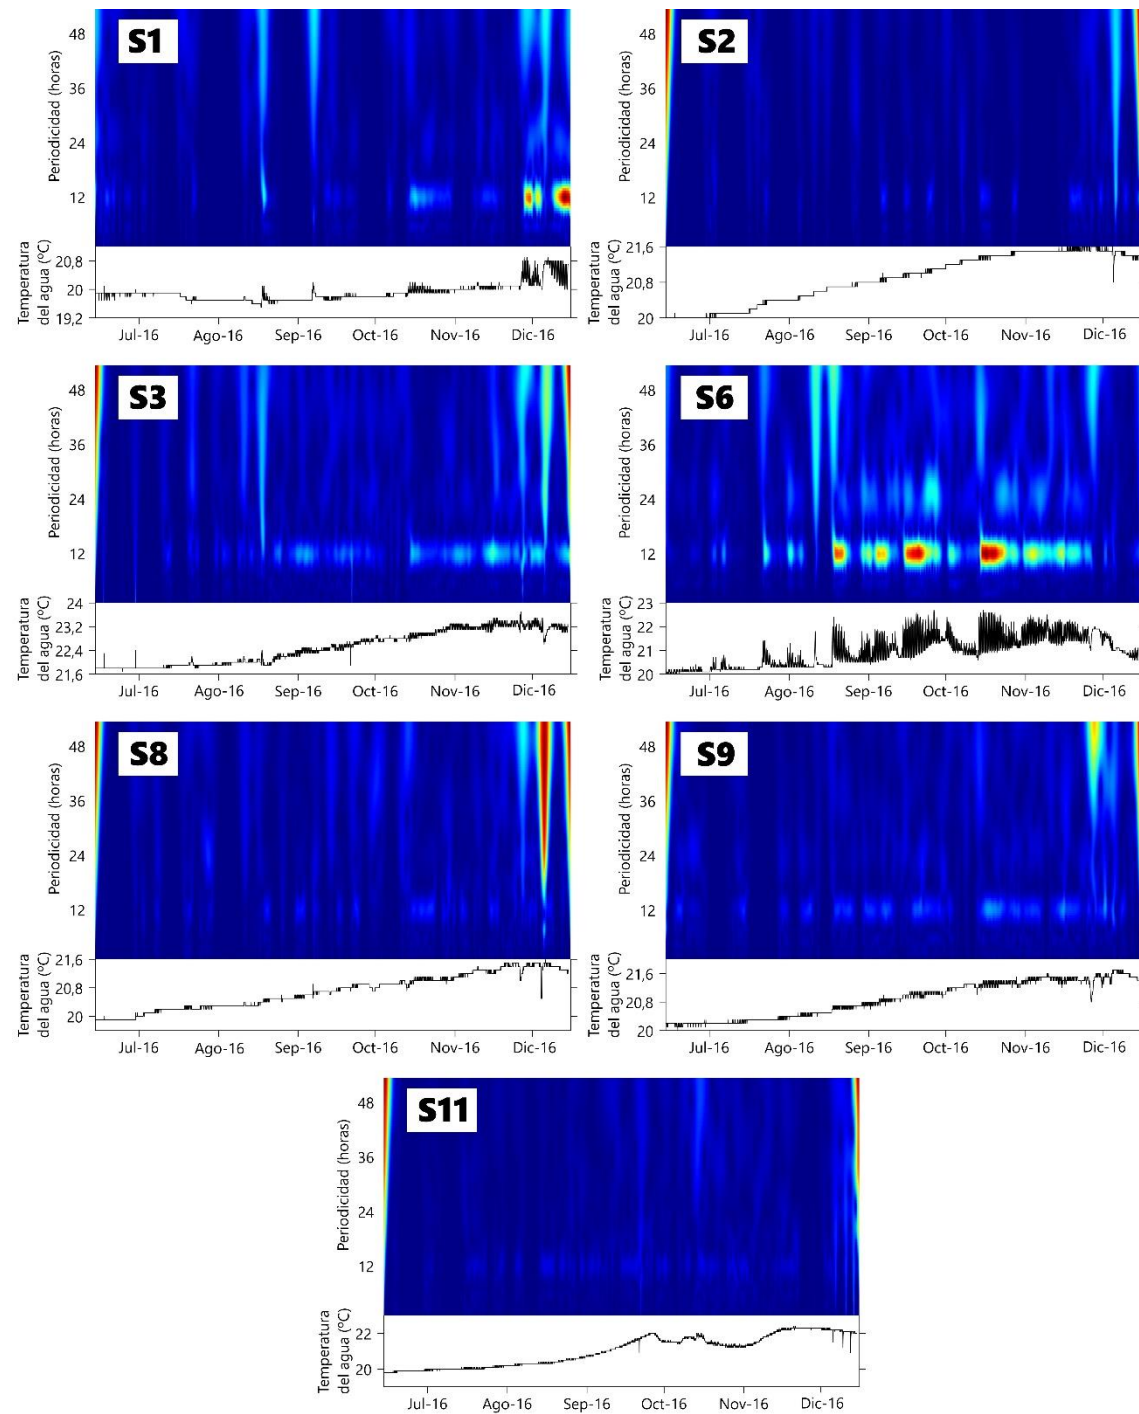 S1
48
36
24
12
Periodicidad (horas)
Temperatura
del agua (ºC)
20,8
20
19,2
Jul-16 Ago-16 Sep-16 Oct-16 Nov-16 Dic-16
S2
48
36
24
12
Periodicidad (horas)
Temperatura
del agua (ºC)
21,6
20,8
20
Jul-16 Ago-16 Sep-16 Oct-16 Nov-16 Dic-16
S3
48
36
24
12
Periodicidad (horas)
Temperatura
del agua (ºC)
24
23,2
22,4
21,6
Jul-16 Ago-16 Sep-16 Oct-16 Nov-16 Dic-16
S6
48
36
24
12
Periodicidad (horas)
Temperatura
del agua (ºC)
23
22
21
20
Jul-16 Ago-16 Sep-16 Oct-16 Nov-16 Dic-16
S8
48
36
24
12
Periodicidad (horas)
Temperatura
del agua (ºC)
21,6
20,8
20
Jul-16 Ago-16 Sep-16 Oct-16 Nov-16 Dic-16
S9
48
36
24
12
Periodicidad (horas)
Temperatura
del agua (ºC)
21,6
20,8
20
Jul-16 Ago-16 Sep-16 Oct-16 Nov-16 Dic-16
S11
48
36
24
12
Periodicidad (horas)
Temperatura
del agua (ºC)
22
20
Jul-16 Ago-16 Sep-16 Oct-16 Nov-16 Dic-16